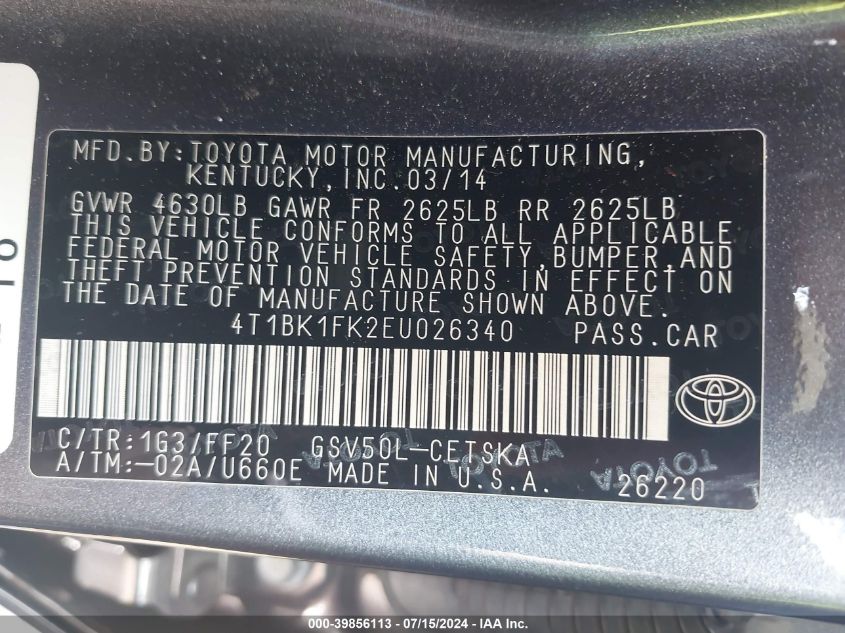 MFD.BY:TOYOTA MOTOR MANUFACTURING,
KENTUCKY,INC.03/14
GVWR 4630LB GAWR FR 2625LB RR 2625LB
THIS VEHICLE CONFORMS TO ALL APPLICABLE
FEDERAL MOTOR VEHICLE SAFETY,BUMPER,AND
THEFT PREVENTION STANDARDS IN EFFECT ON
THE DATE OF MANUFACTURE SHOWN ABOVE.
4T1BK1FK2EU026340 PASS.CAR
C/TR:1G3/FF20 GSV50L-CETSKA
A/TM:-02A/U660E MADE IN U.S.A. 26220
000-39856113 - 07/15/2024 - IAA Inc.